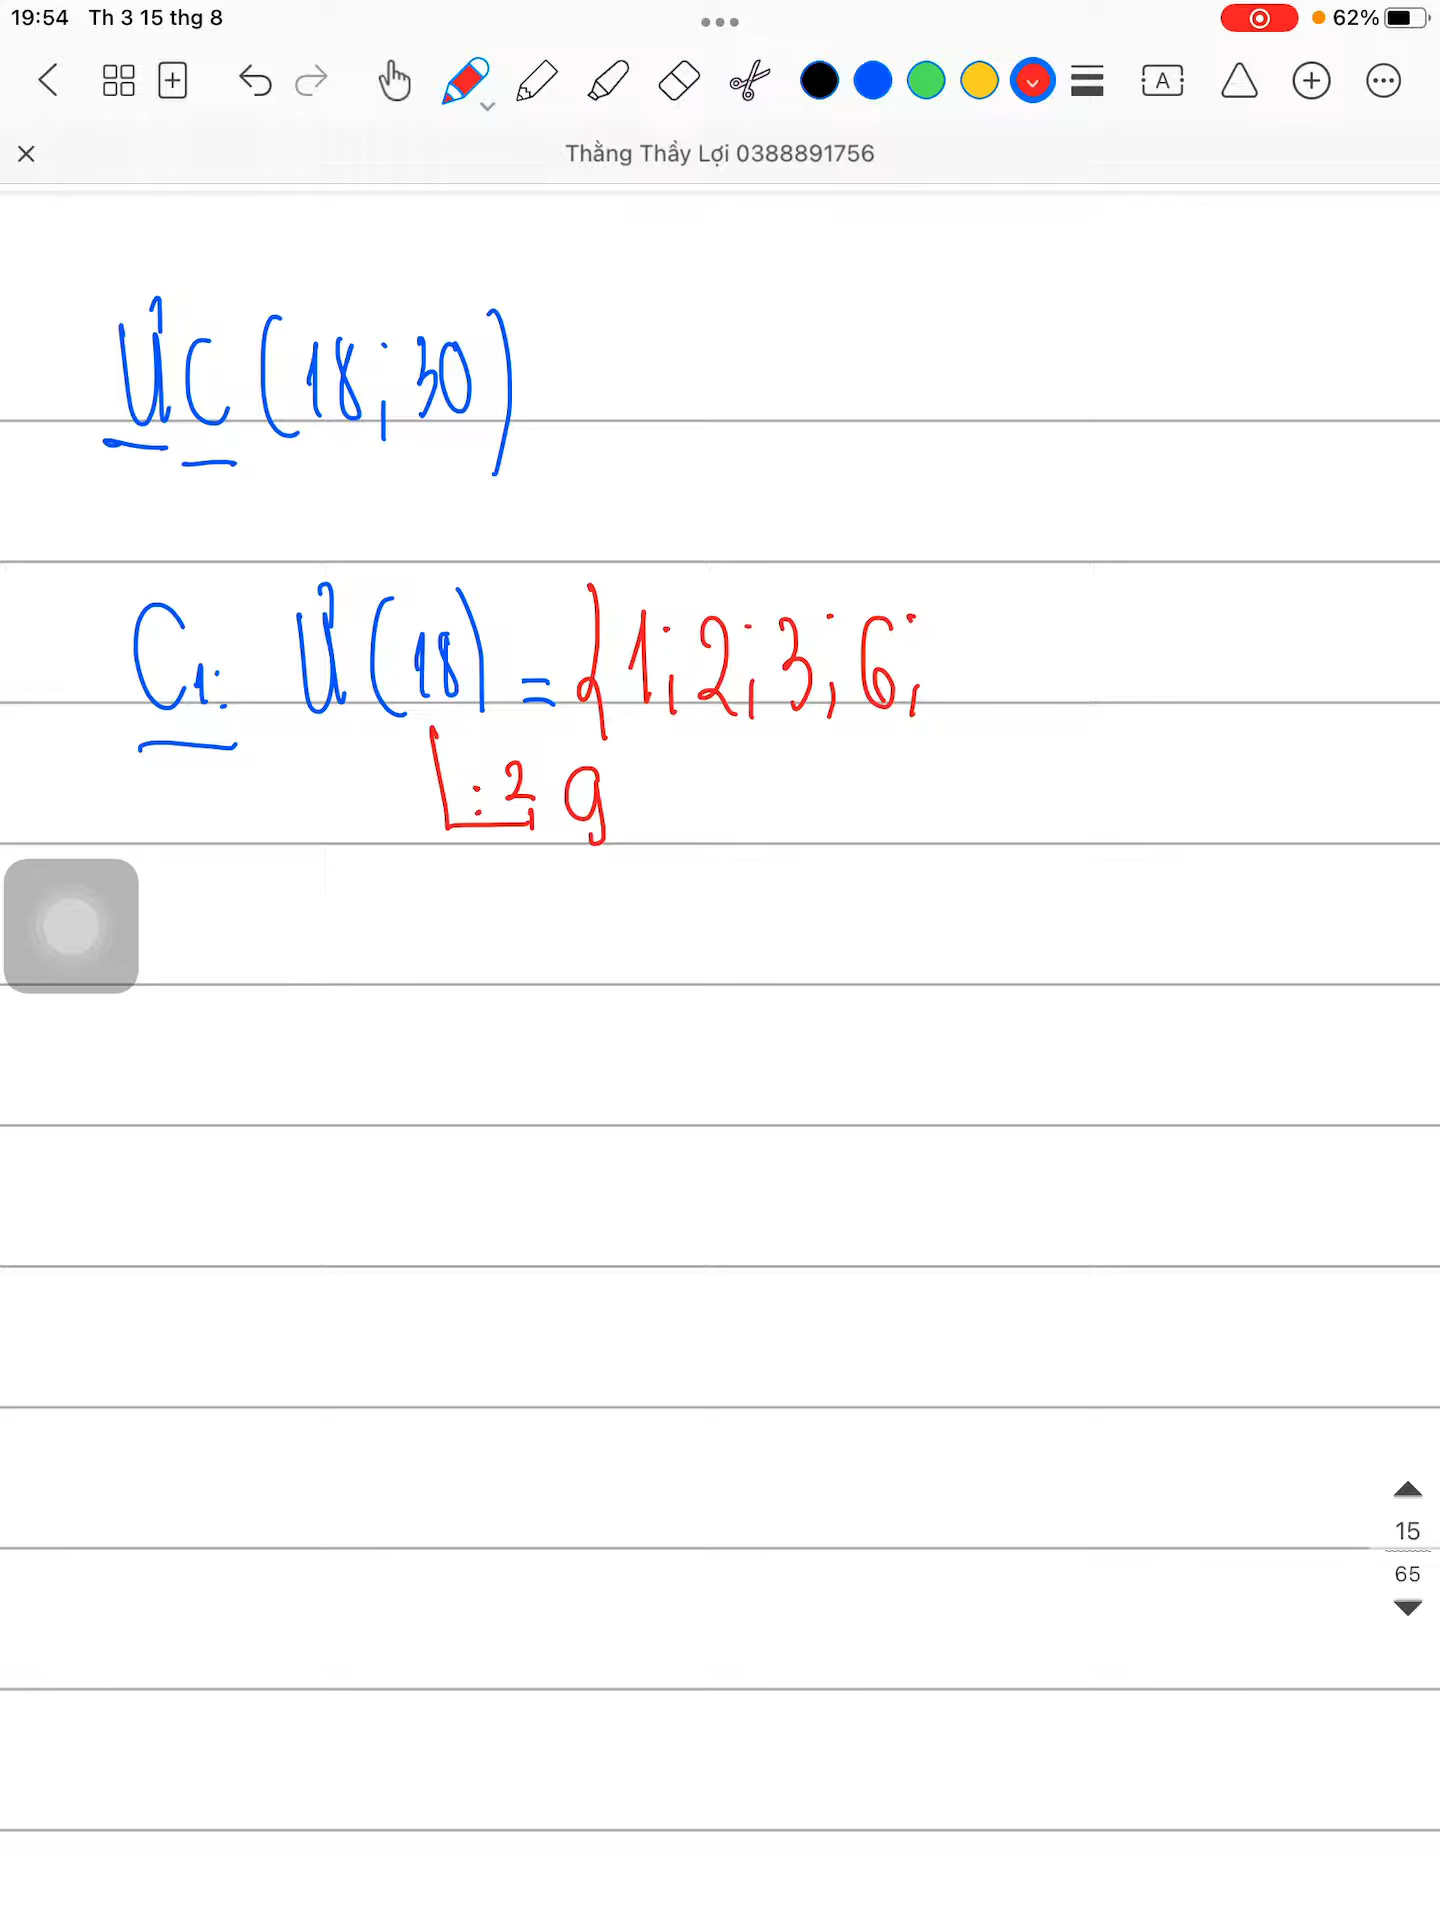 19:54 Th 3 15 thg 8 62%
A
Thằng Thầy Lợi 0388891756
ƯC (18; 30)
C1: Ư(18) = { 1; 2; 3; 6;
: 2 9
15
65